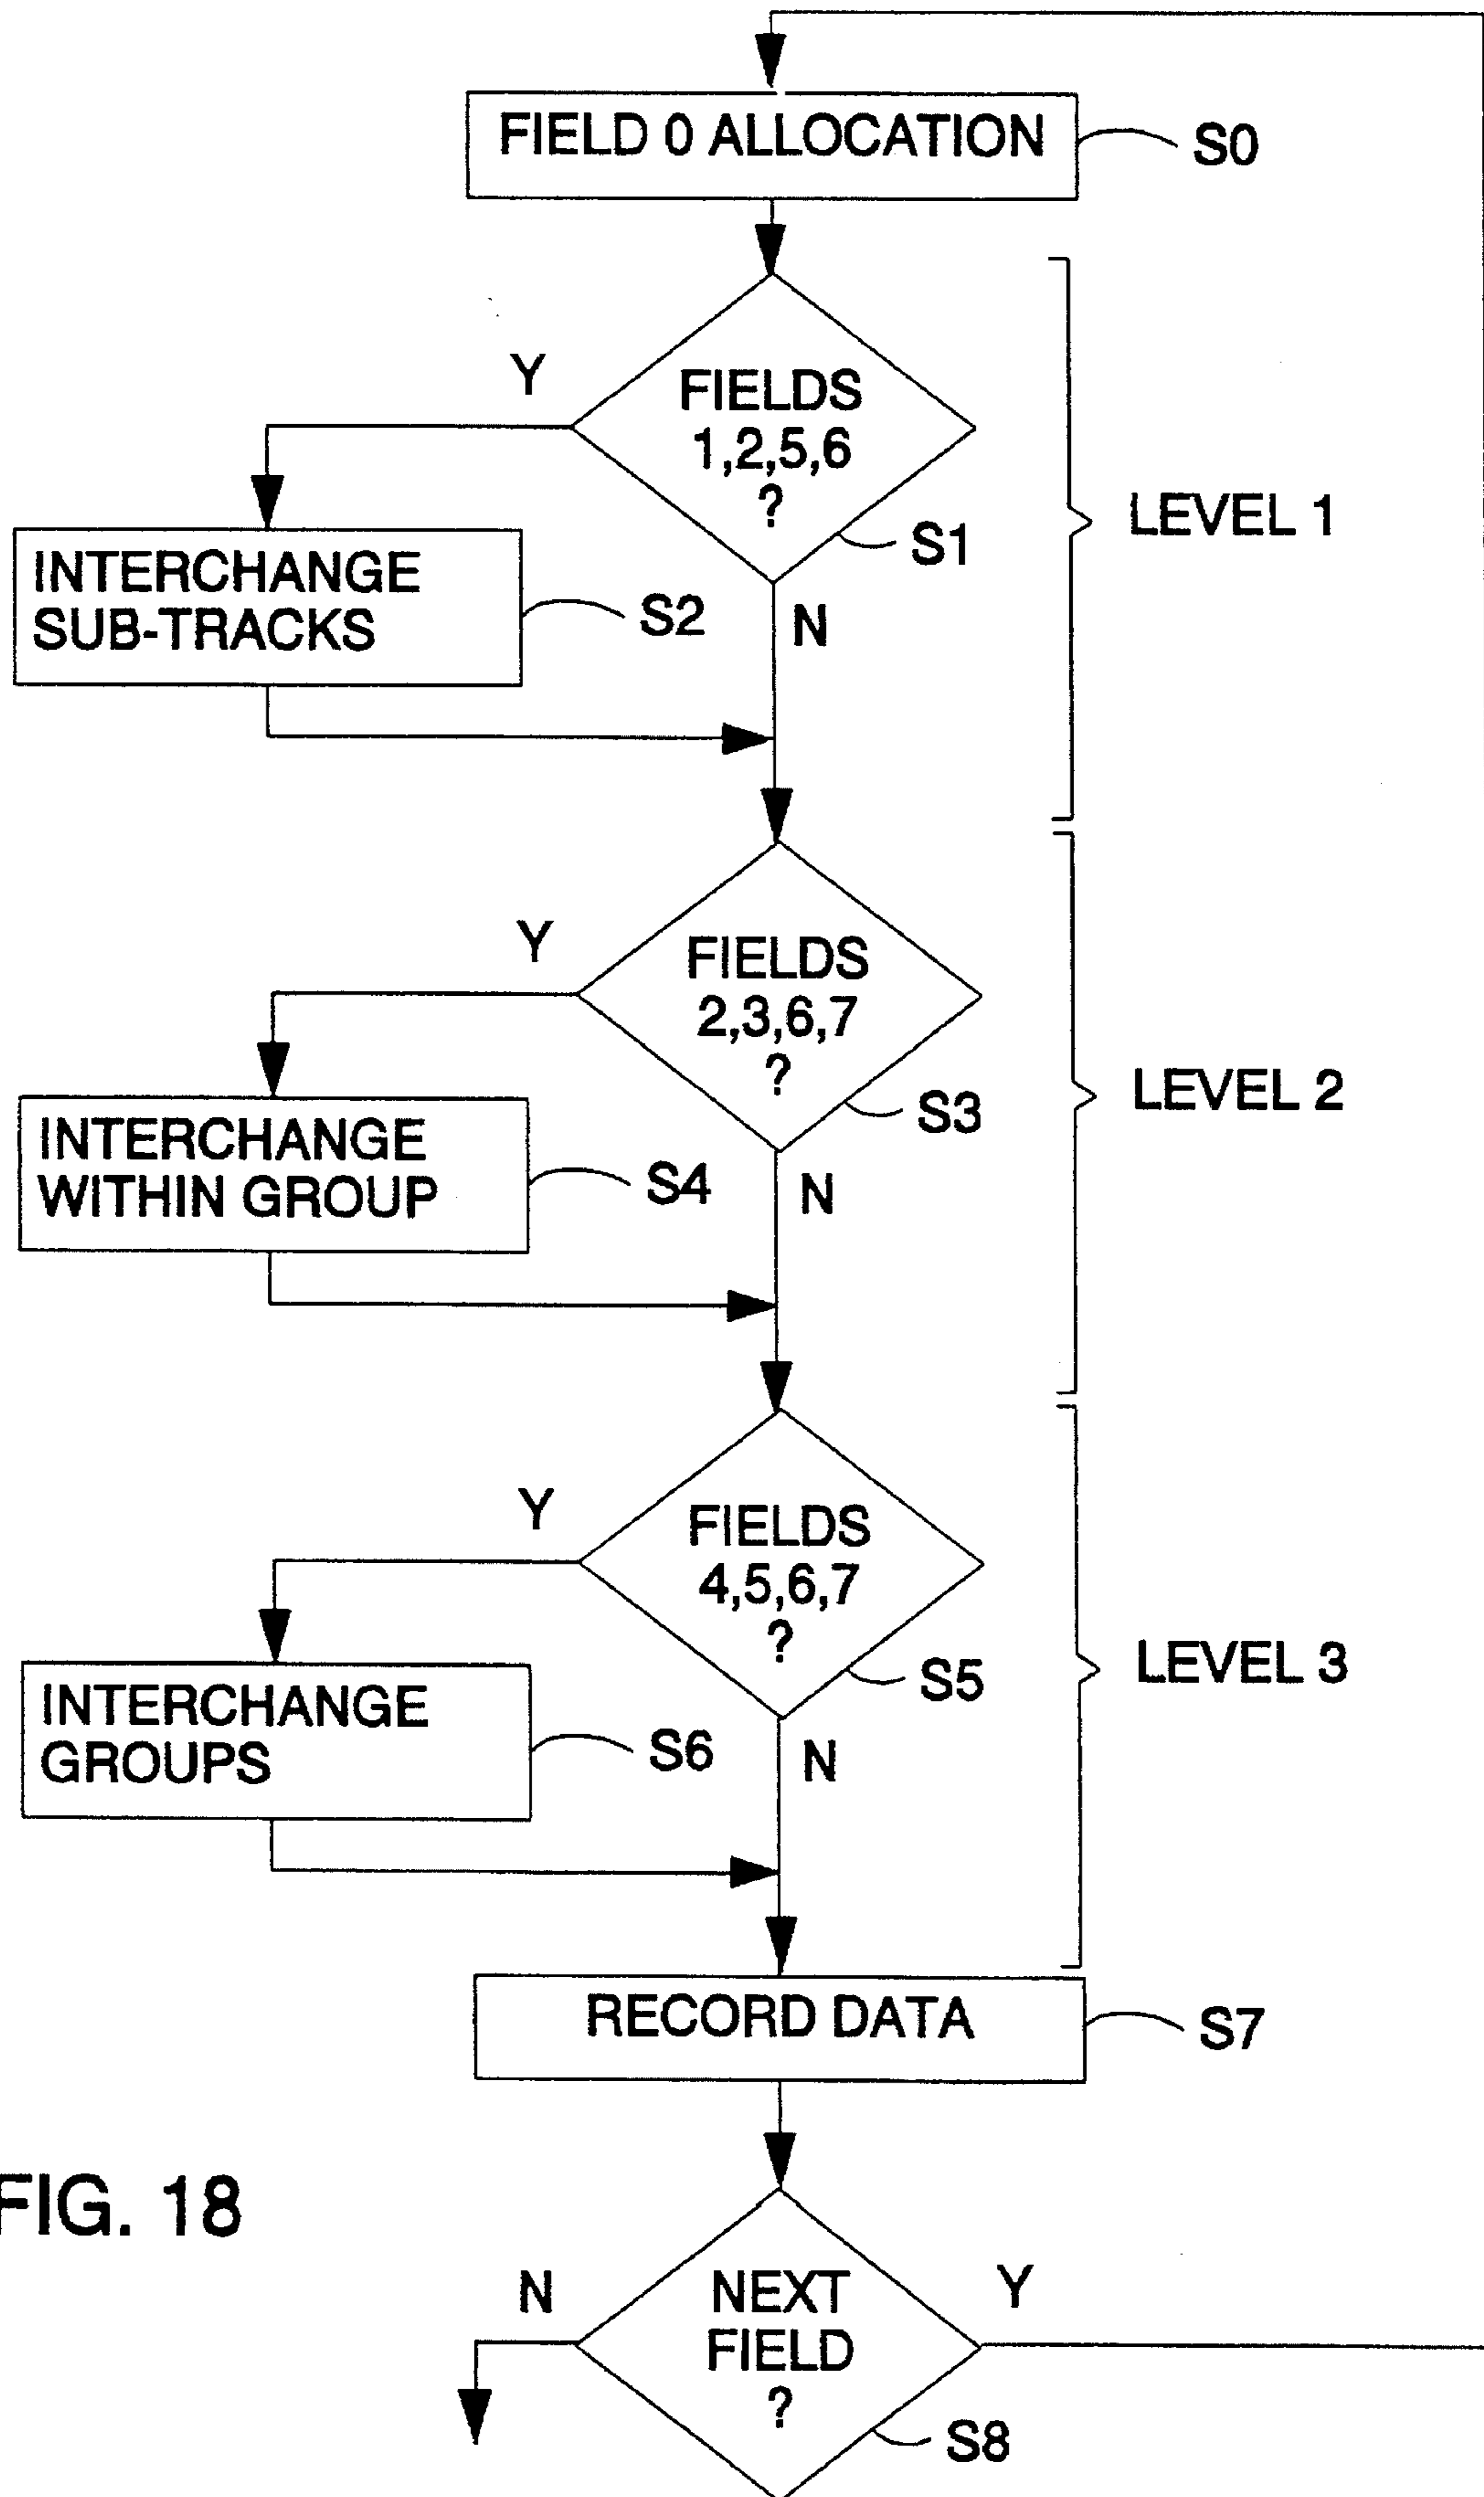 FIELD 0 ALLOCATION
S0
Y
FIELDS
1,2,5,6
?
S1
LEVEL 1
INTERCHANGE
SUB-TRACKS
S2
N
Y
FIELDS
2,3,6,7
?
S3
LEVEL 2
INTERCHANGE
WITHIN GROUP
S4
N
Y
FIELDS
4,5,6,7
?
S5
LEVEL 3
INTERCHANGE
GROUPS
S6
N
RECORD DATA
S7
FIG. 18
N
NEXT
FIELD
?
Y
S8